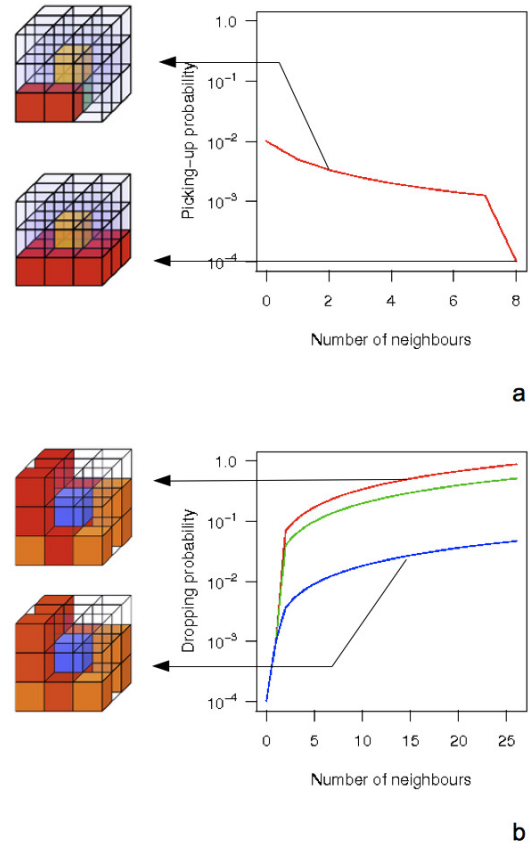 Picking-up probability
1.0
10-1
10-2
10-3
10-4
0 2 4 6 8
Number of neighbours
a
Dropping probability
1.0
10-1
10-2
10-3
10-4
0 5 10 15 20 25
Number of neighbours
b